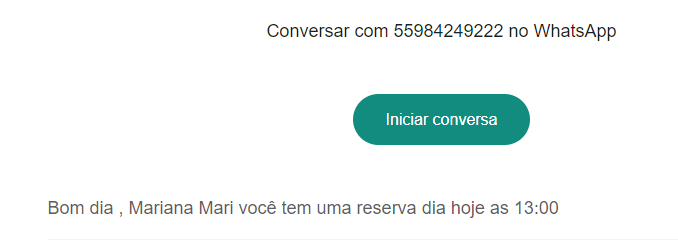 Conversar com 55984249222 no WhatsApp
Iniciar conversa
Bom dia , Mariana Mari você tem uma reserva dia hoje as 13:00